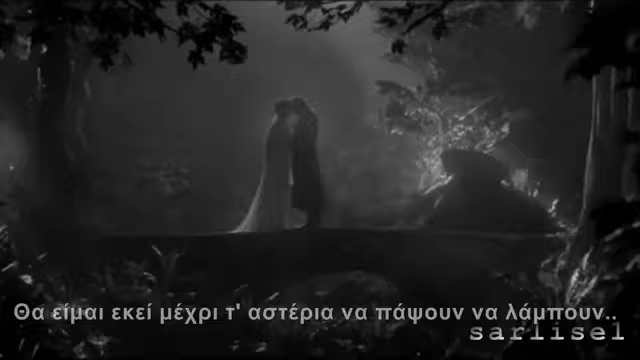 Θα είμαι εκεί μέχρι τ' αστέρια να πάψουν να λάμπουν..
sarlisel